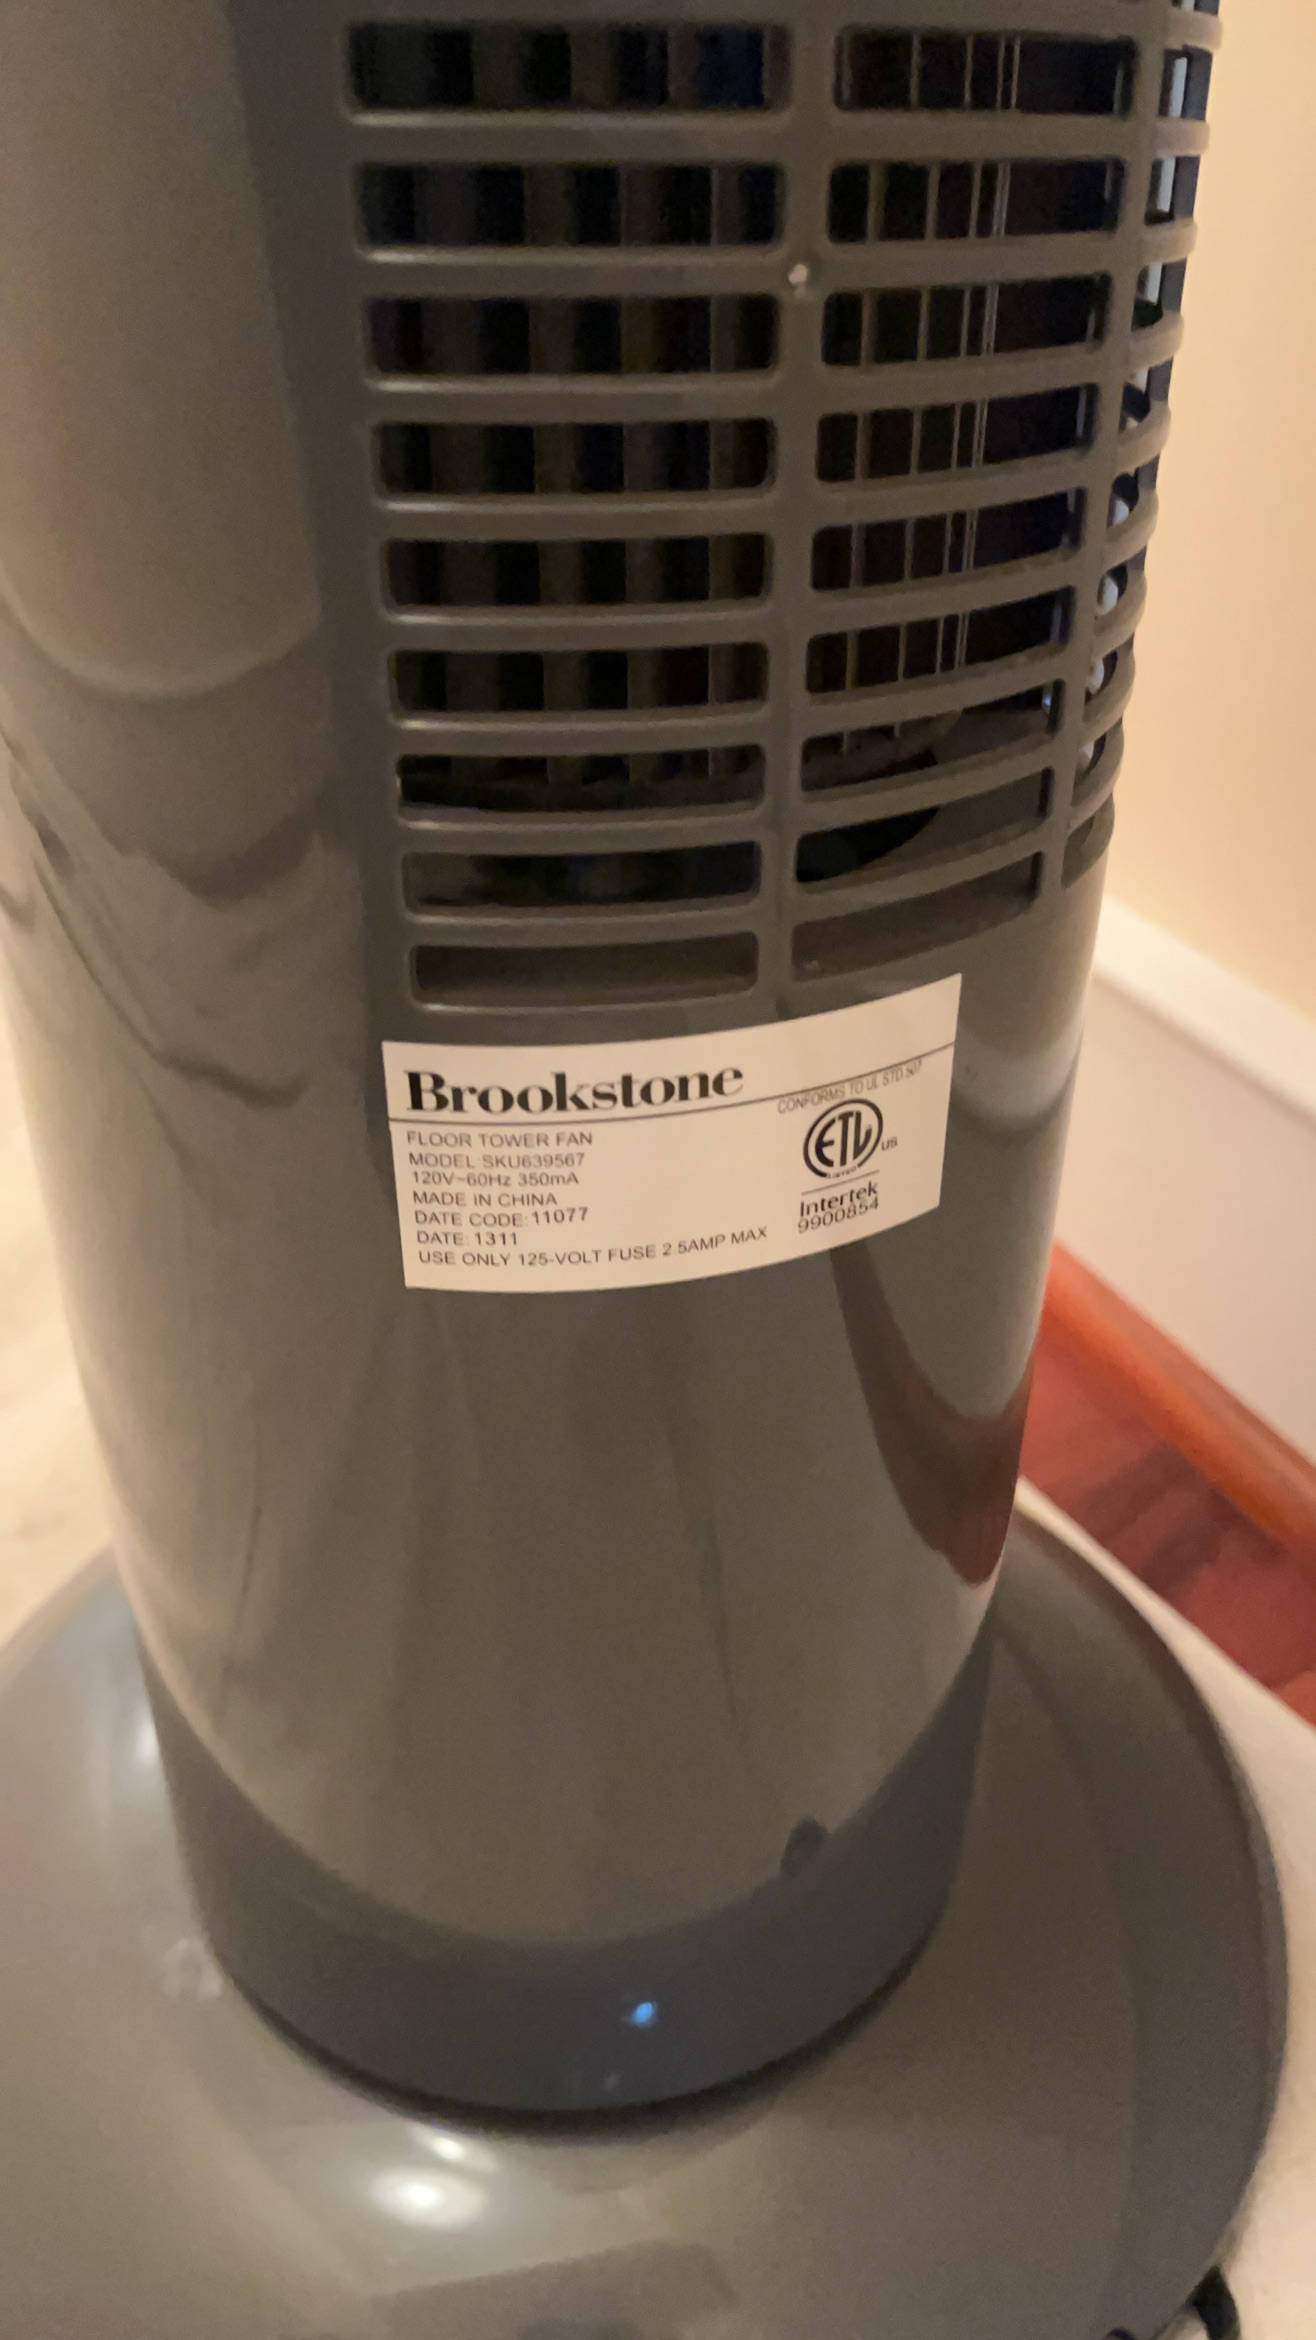 Brookstone
FLOOR TOWER FAN
MODEL:SKU639567
120V~60Hz 350mA
MADE IN CHINA
DATE CODE:11077
DATE: 1311
USE ONLY 125-VOLT FUSE 2.5AMP MAX
CONFORMS TO UL STD.507
ETL
LISTED
US
Intertek
9900854